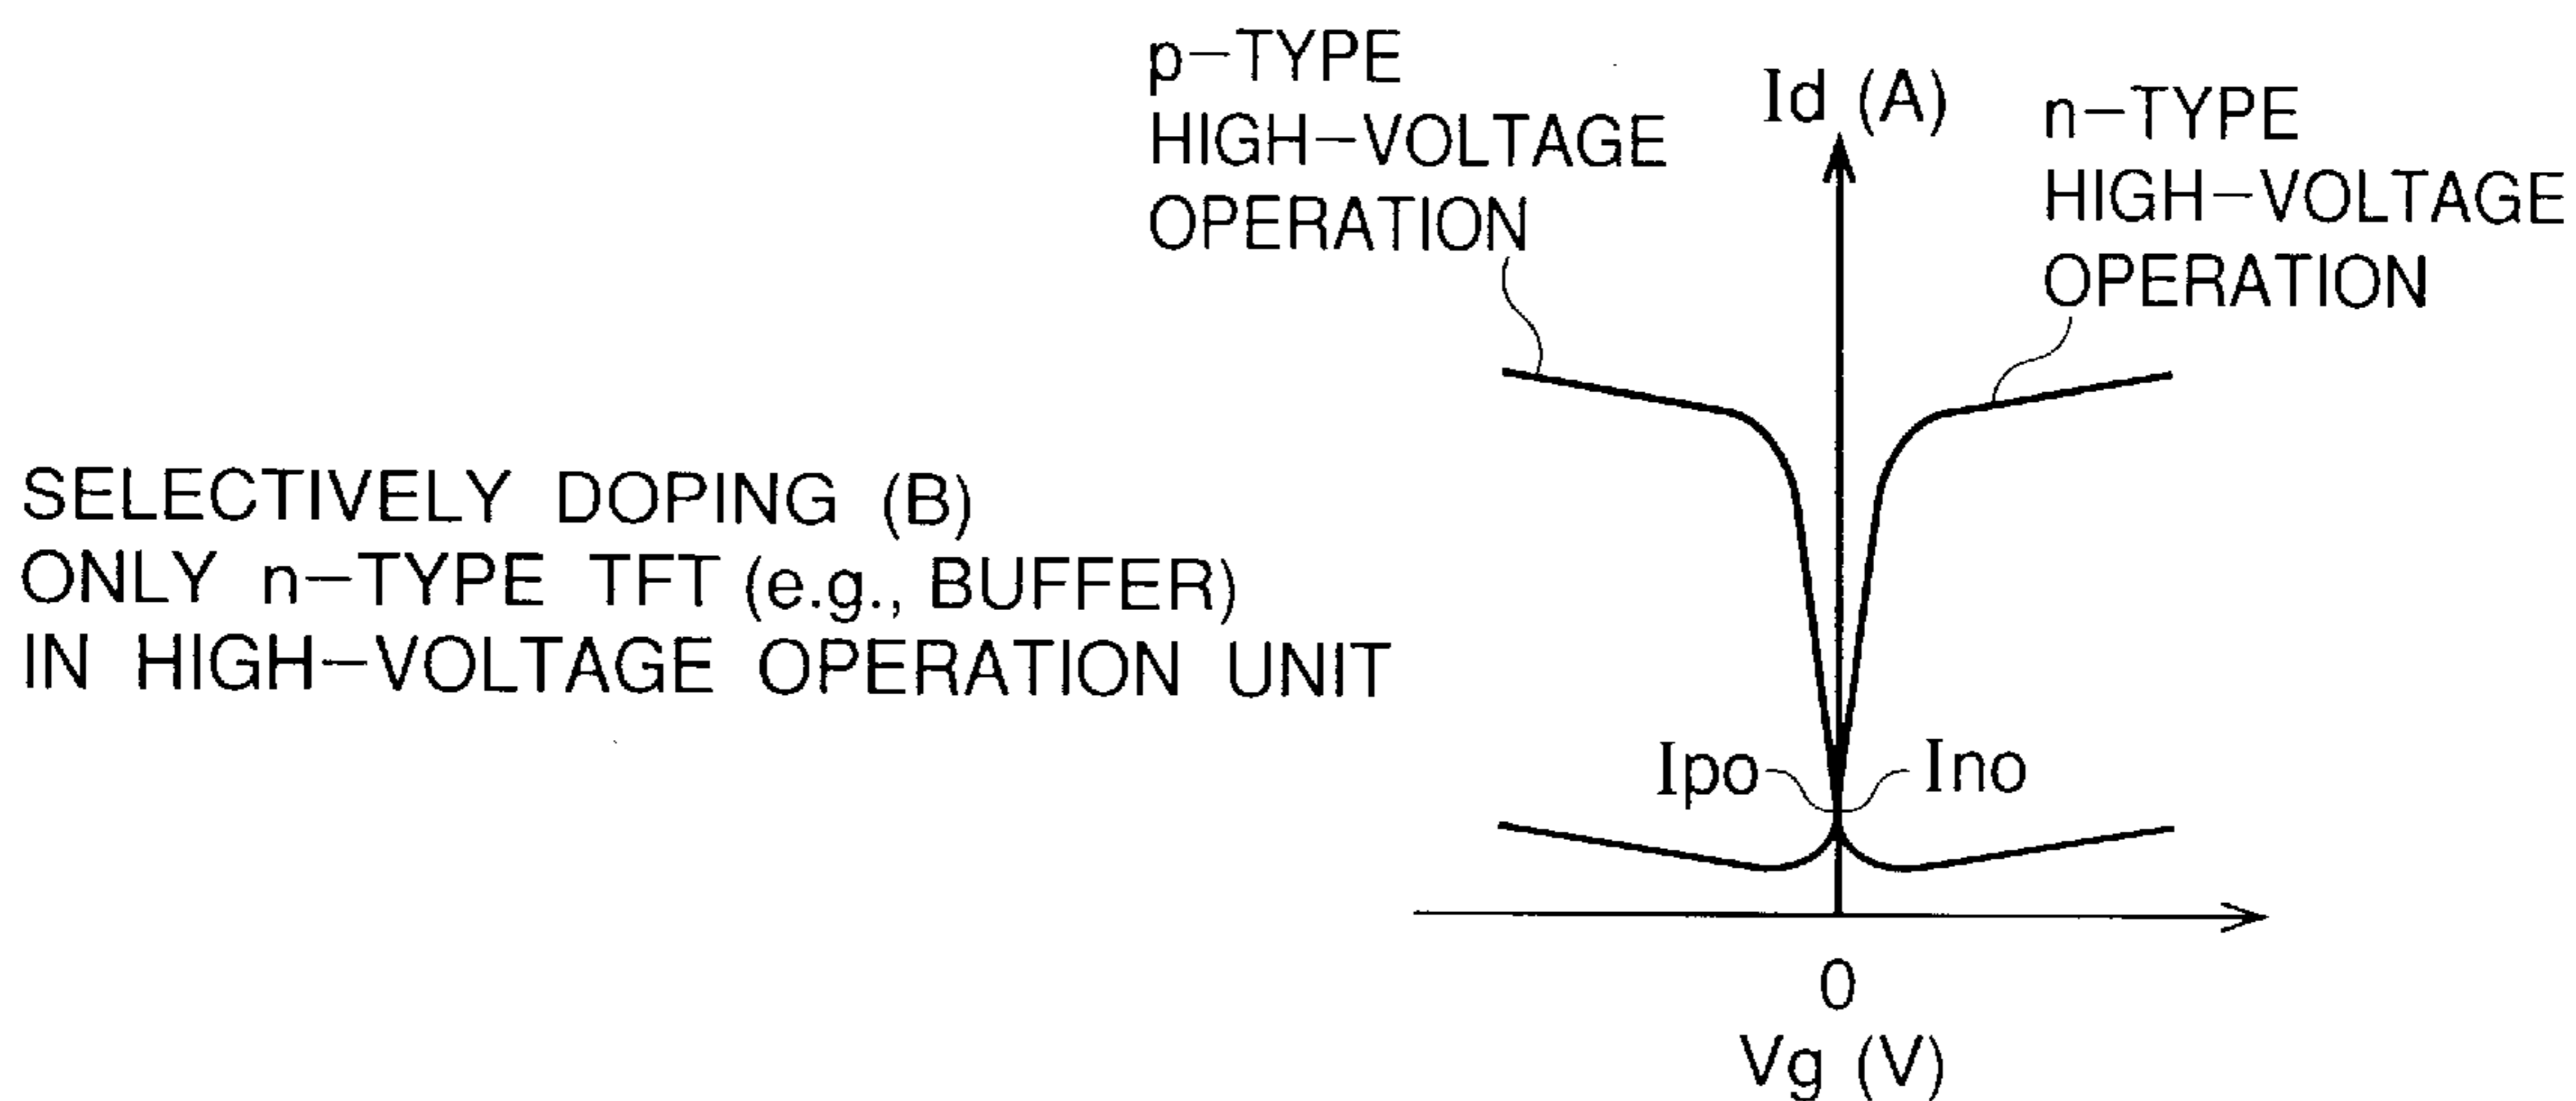 p-TYPE
HIGH-VOLTAGE
OPERATION
Id (A)
n-TYPE
HIGH-VOLTAGE
OPERATION
SELECTIVELY DOPING (B)
ONLY n-TYPE TFT (e.g., BUFFER)
IN HIGH-VOLTAGE OPERATION UNIT
Ipo
Ino
0
Vg (V)